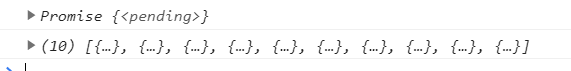 ▶Promise {<pending>}
▶(10) [{…}, {…}, {…}, {…}, {…}, {…}, {…}, {…}, {…}, {…}]
>